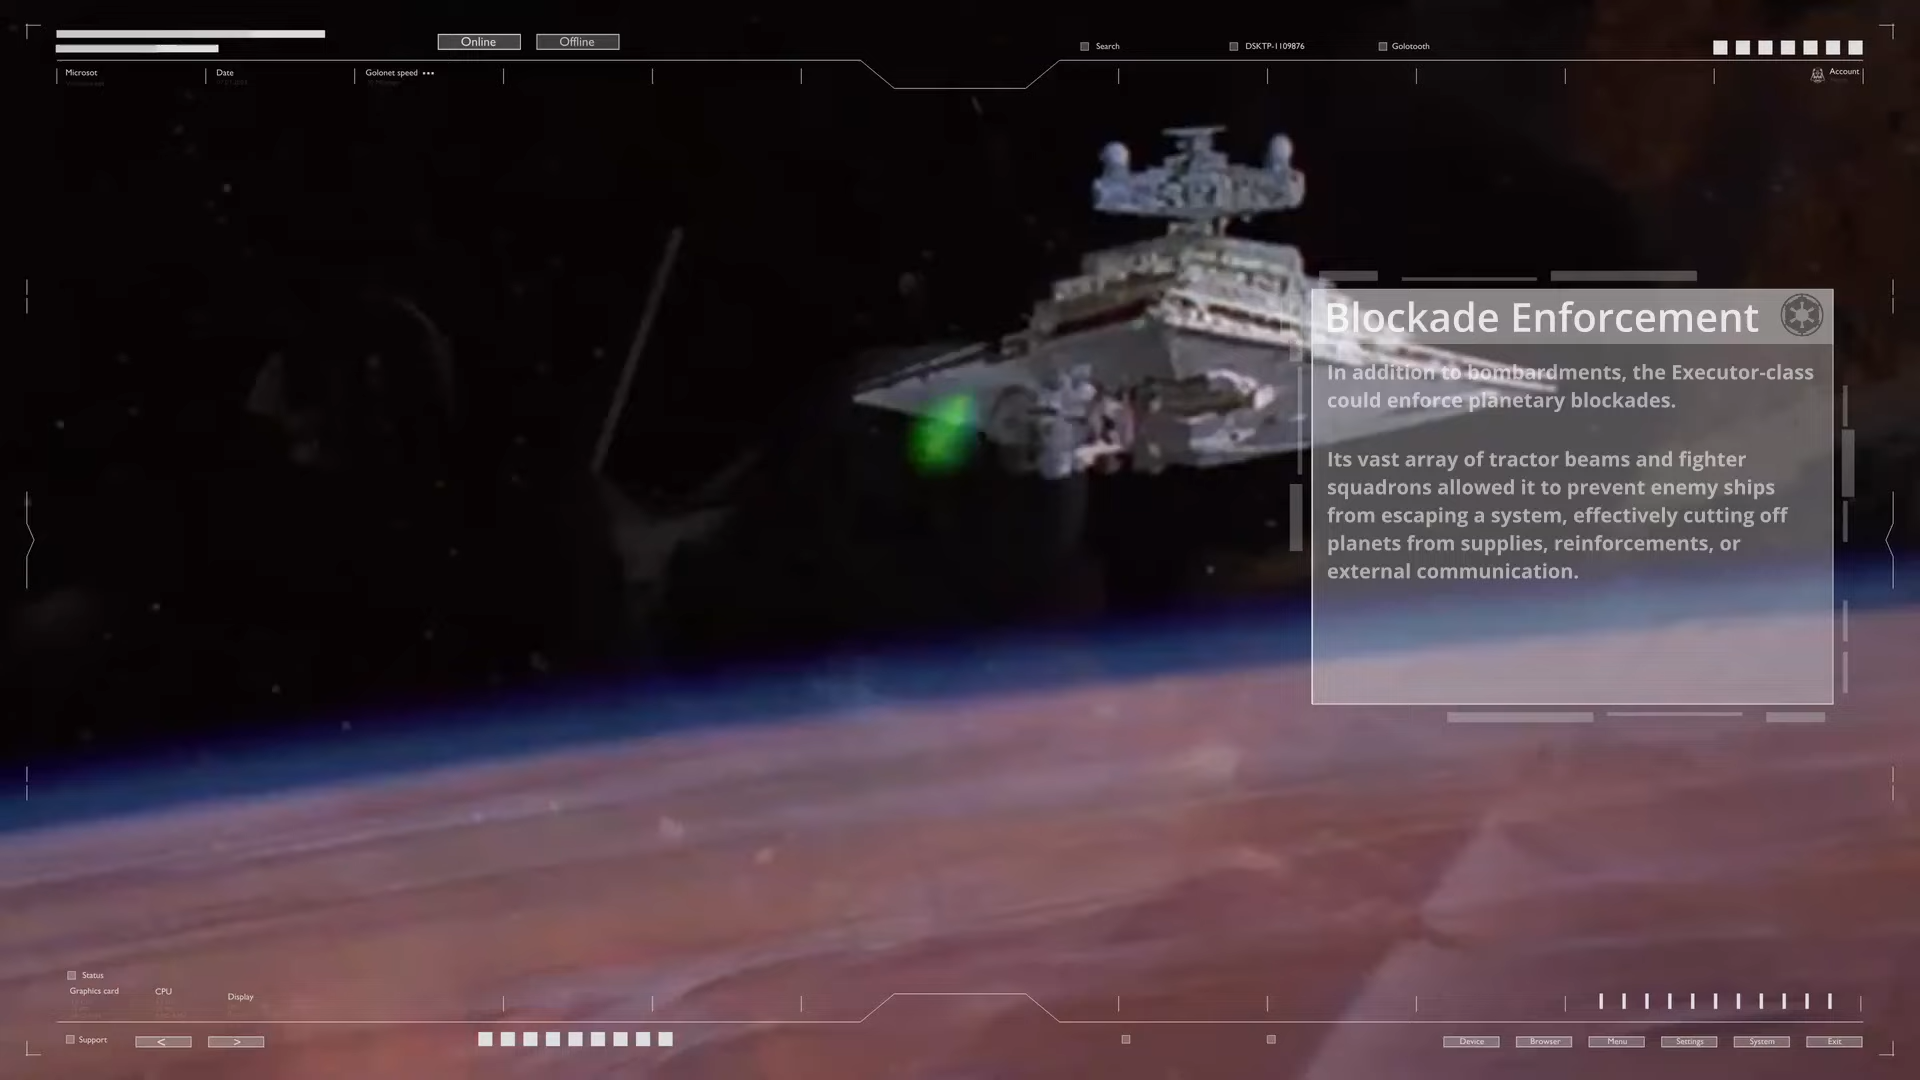 Online Offline
Search DSKTP-1109876 Golotooth
Microsot Date Golonet speed ••• Account
Blockade Enforcement
In addition to bombardments, the Executor-class
could enforce planetary blockades.
Its vast array of tractor beams and fighter
squadrons allowed it to prevent enemy ships
from escaping a system, effectively cutting off
planets from supplies, reinforcements, or
external communication.
Status
Graphics card CPU Display
Support < > Device Browser Menu Settings System Exit